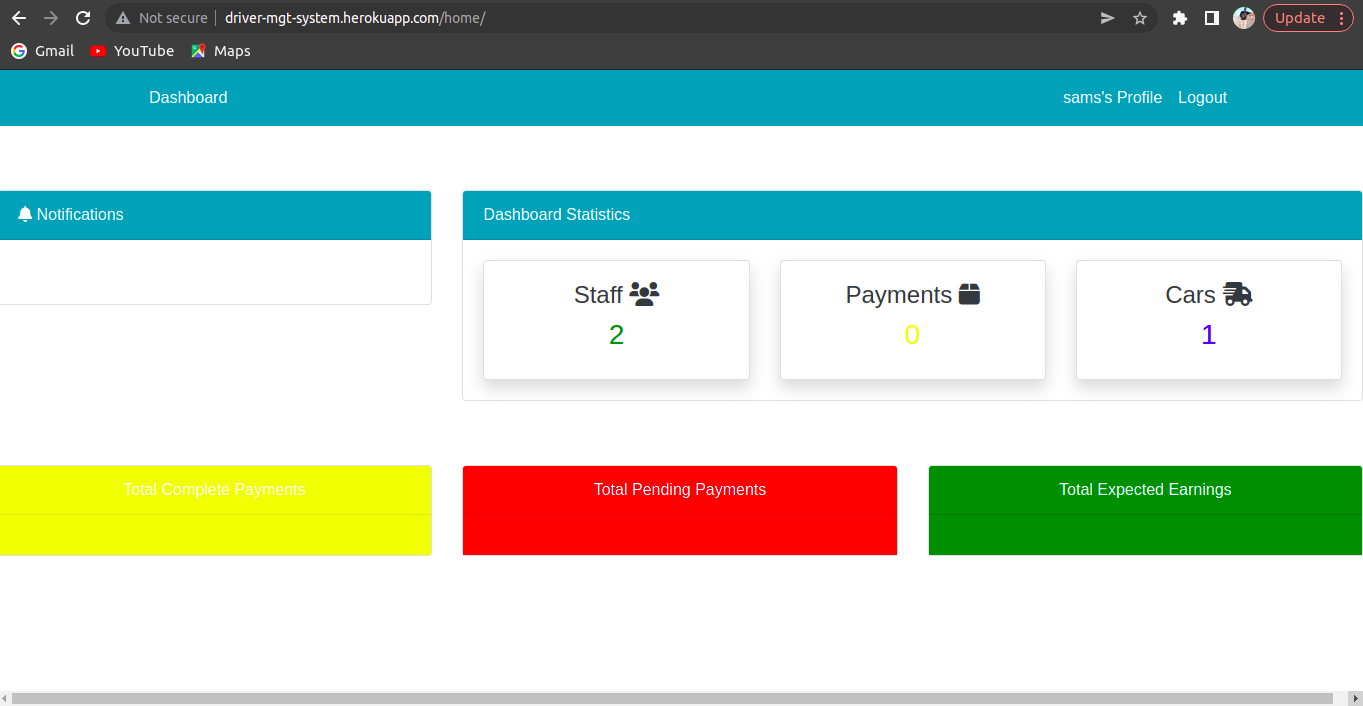 Not secure driver-mgt-system.herokuapp.com/home/ Update
Gmail YouTube Maps
Dashboard sams's Profile Logout
Notifications
Dashboard Statistics
Staff
2
Payments
0
Cars
1
Total Complete Payments
Total Pending Payments
Total Expected Earnings